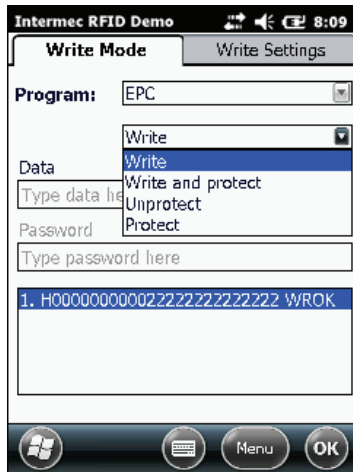 Intermec RFID Demo 8:09
Write Mode Write Settings
Program: EPC
Write
Data
Write
Write and protect
Type data he
Unprotect
Password
Protect
Type password here
1. H000000000022222222222222 WROK
Menu OK